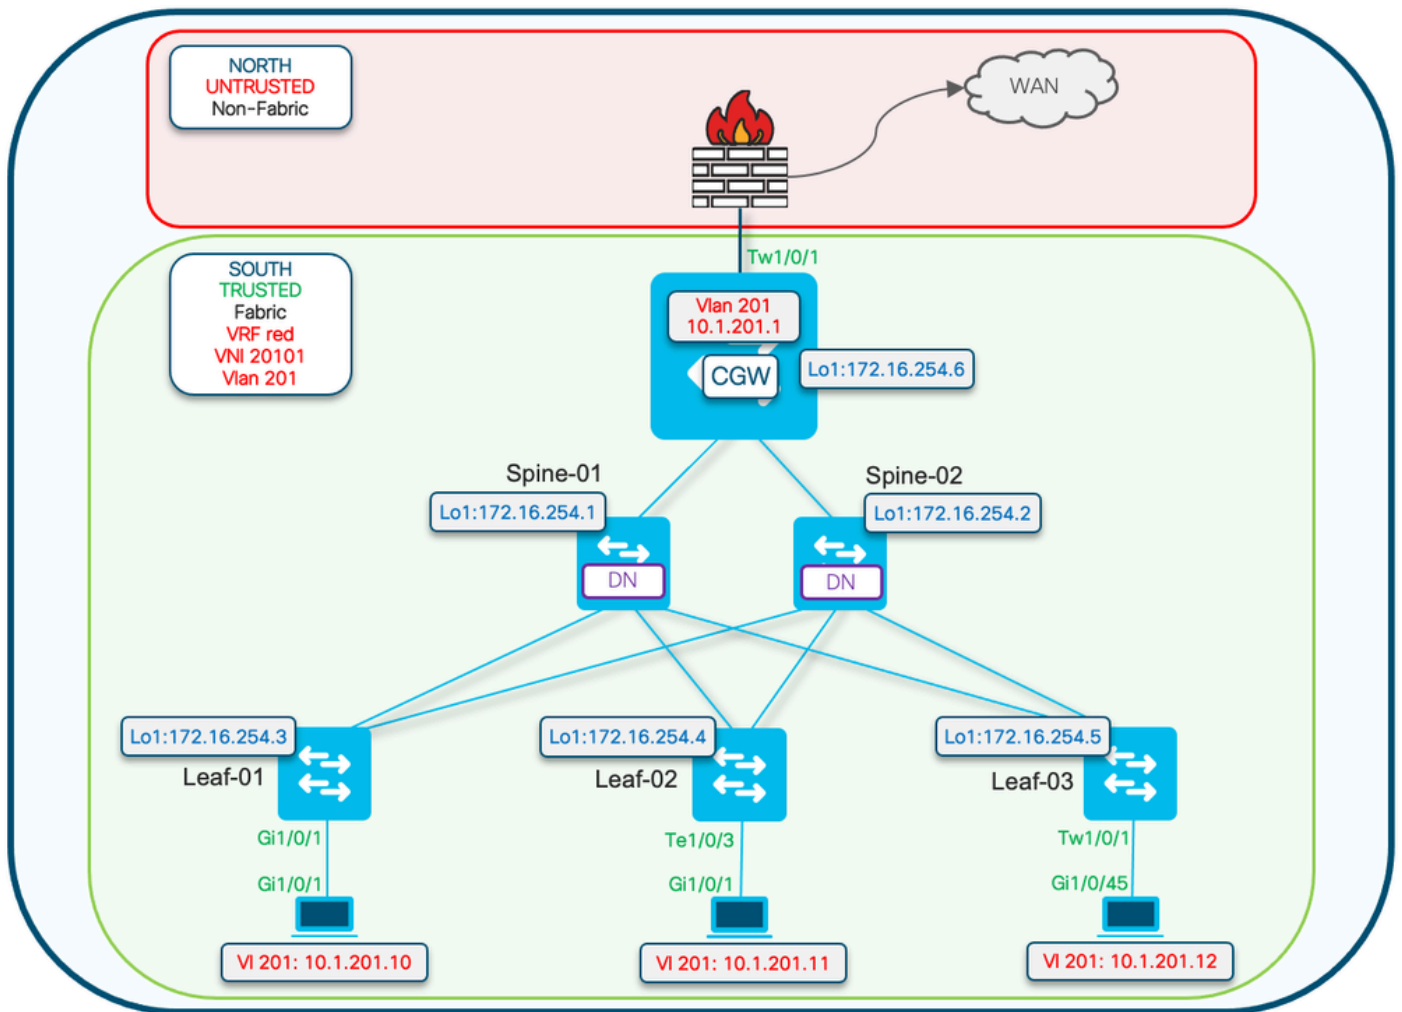 NORTH
UNTRUSTED
Non-Fabric
WAN
SOUTH
TRUSTED
Fabric
VRF red
VNI 20101
Vlan 201
Tw1/0/1
Vlan 201
10.1.201.1
CGW
Lo1:172.16.254.6
Spine-01
Lo1:172.16.254.1
DN
Spine-02
Lo1:172.16.254.2
DN
Lo1:172.16.254.3
Leaf-01
Lo1:172.16.254.4
Leaf-02
Lo1:172.16.254.5
Leaf-03
Gi1/0/1
Te1/0/3
Tw1/0/1
Gi1/0/1
Gi1/0/1
Gi1/0/45
Vl 201: 10.1.201.10
Vl 201: 10.1.201.11
Vl 201: 10.1.201.12